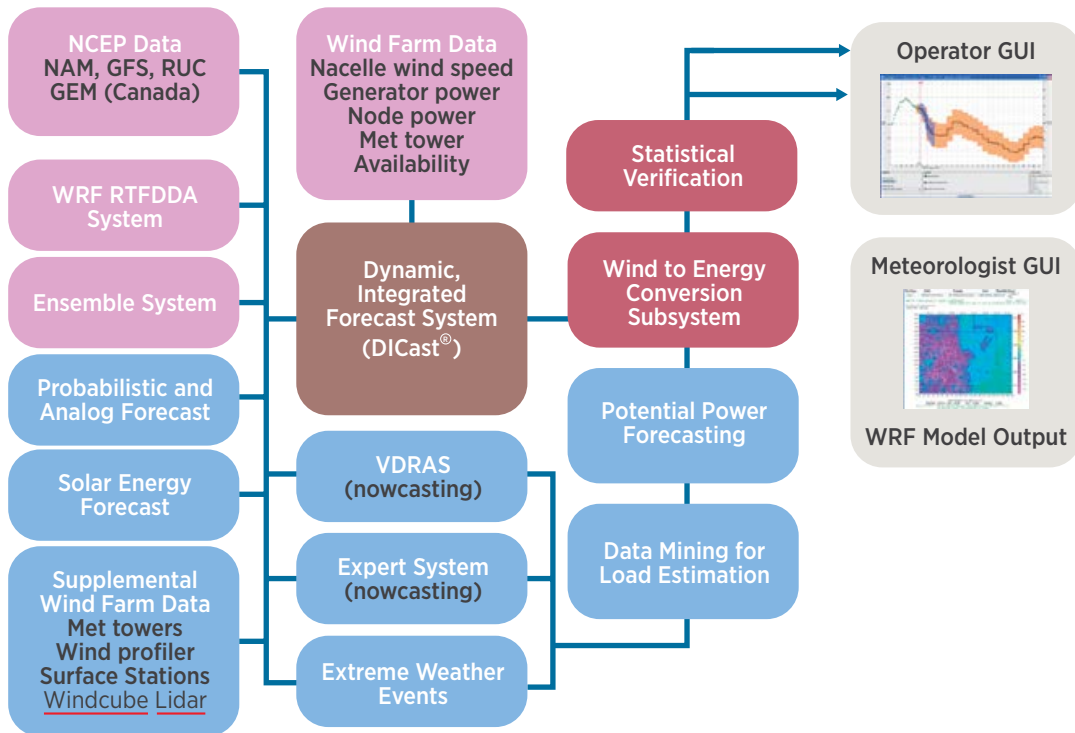 NCEP Data
NAM, GFS, RUC
GEM (Canada)
WRF RTFDDA
System
Ensemble System
Probabilistic and
Analog Forecast
Solar Energy
Forecast
Supplemental
Wind Farm Data
Met towers
Wind profiler
Surface Stations
Windcube Lidar
Wind Farm Data
Nacelle wind speed
Generator power
Node power
Met tower
Availability
Dynamic,
Integrated
Forecast System
(DICast®)
VDRAS
(nowcasting)
Expert System
(nowcasting)
Extreme Weather
Events
Statistical
Verification
Wind to Energy
Conversion
Subsystem
Potential Power
Forecasting
Data Mining for
Load Estimation
Operator GUI
Meteorologist GUI
WRF Model Output